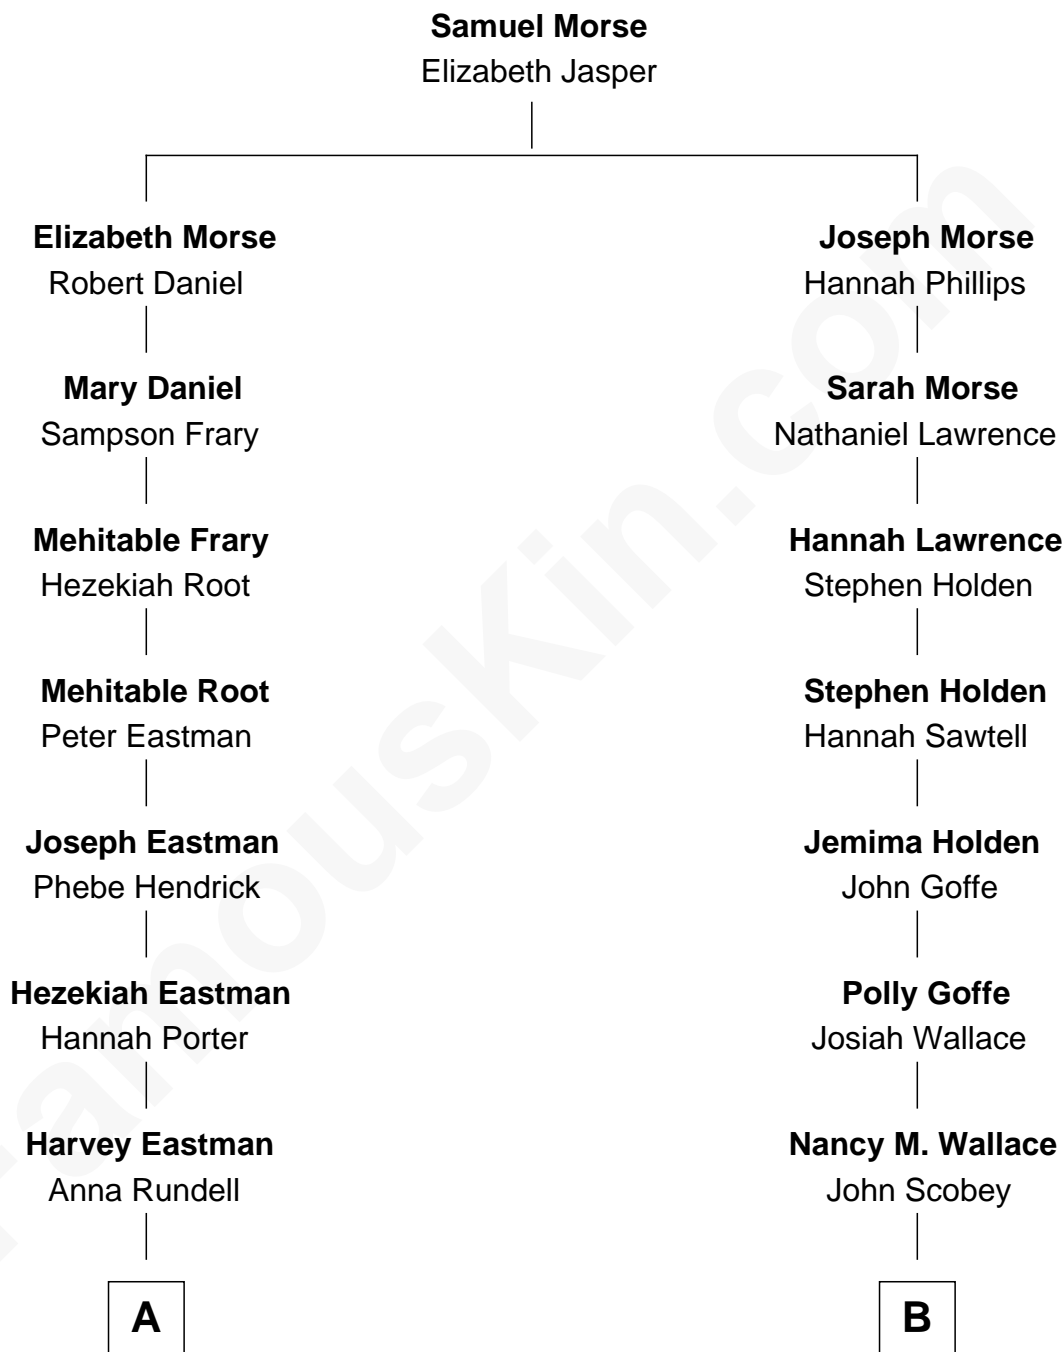 Samuel Morse
Elizabeth Jasper
Elizabeth Morse
Robert Daniel
Joseph Morse
Hannah Phillips
Mary Daniel
Sampson Frary
Sarah Morse
Nathaniel Lawrence
Mehitable Frary
Hezekiah Root
Hannah Lawrence
Stephen Holden
Mehitable Root
Peter Eastman
Stephen Holden
Hannah Sawtell
Joseph Eastman
Phebe Hendrick
Jemima Holden
John Goffe
Hezekiah Eastman
Hannah Porter
Polly Goffe
Josiah Wallace
Harvey Eastman
Anna Rundell
Nancy M. Wallace
John Scobey
A
B
FamousKin.com